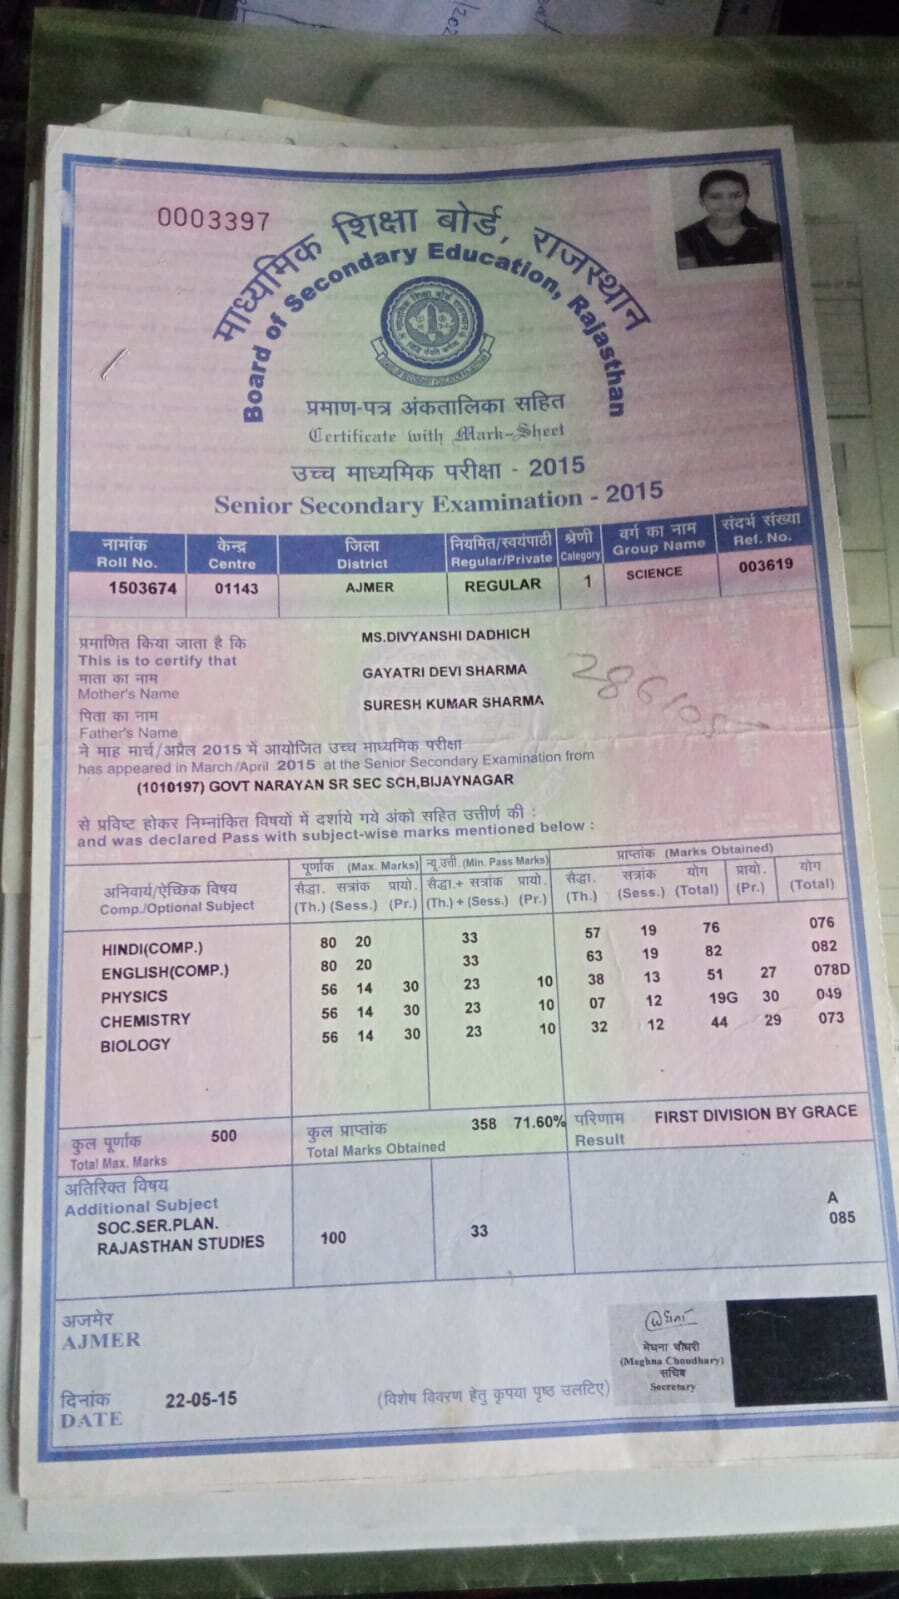 0003397
माध्यमिक शिक्षा बोर्ड, राजस्थान
Board of Secondary Education, Rajasthan
प्रमाण-पत्र अंकतालिका सहित
Certificate with Mark-Sheet
उच्च माध्यमिक परीक्षा - 2015
Senior Secondary Examination - 2015
नामांक केन्द्र जिला नियमित/स्वयंपाठी श्रेणी वर्ग का नाम संदर्भ संख्या
Roll No. Centre District Regular/Private Category Group Name Ref. No.
1503674 01143 AJMER REGULAR 1 SCIENCE 003619
प्रमाणित किया जाता है कि MS.DIVYANSHI DADHICH
This is to certify that
माता का नाम GAYATRI DEVI SHARMA
Mother's Name
पिता का नाम SURESH KUMAR SHARMA
Father's Name
ने माह मार्च/अप्रैल 2015 में आयोजित उच्च माध्यमिक परीक्षा
has appeared in March/April 2015 at the Senior Secondary Examination from
(1010197) GOVT NARAYAN SR SEC SCH,BIJAYNAGAR
से प्रविष्ट होकर निम्नांकित विषयों में दर्शाये गये अंको सहित उत्तीर्ण की :
and was declared Pass with subject-wise marks mentioned below :
अनिवार्य/ऐच्छिक विषय पूर्णांक (Max. Marks) न्यू.उत्ती.(Min. Pass Marks) प्राप्तांक (Marks Obtained)
Comp./Optional Subject सैद्धा. सत्रांक प्रायो. सैद्धा.+ सत्रांक प्रायो. सैद्धा. सत्रांक योग प्रायो. योग
(Th.) (Sess.) (Pr.) (Th.) + (Sess.) (Pr.) (Th.) (Sess.) (Total) (Pr.) (Total)
HINDI(COMP.) 80 20 33 57 19 76 076
ENGLISH(COMP.) 80 20 33 63 19 82 082
PHYSICS 56 14 30 23 10 38 13 51 27 078D
CHEMISTRY 56 14 30 23 10 07 12 19G 30 049
BIOLOGY 56 14 30 23 10 32 12 44 29 073
कुल पूर्णांक 500 कुल प्राप्तांक 358 71.60% परिणाम FIRST DIVISION BY GRACE
Total Max. Marks Total Marks Obtained Result
अतिरिक्त विषय
Additional Subject
SOC.SER.PLAN. A
RAJASTHAN STUDIES 100 33 085
अजमेर
AJMER
मेघना चौधरी
(Meghna Choudhary)
सचिव
Secretary
दिनांक 22-05-15 (विशेष विवरण हेतु कृपया पृष्ठ उलटिए)
DATE